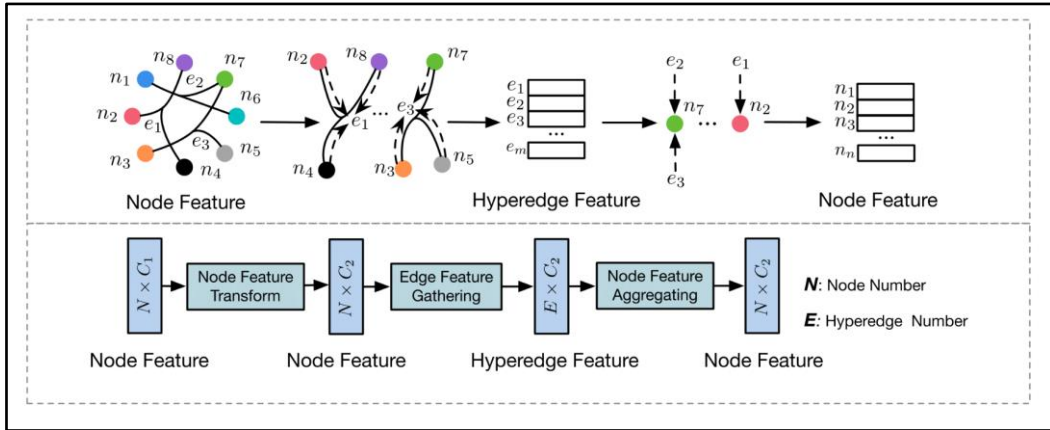 n₈ n₇
n₁ e₂
n₆
n₂ e₁
e₃ n₅
n₃ n₄
Node Feature
n₂ n₈ n₇
e₁ ... e₃
n₄ n₃ n₅
e₁
e₂
e₃
...
eₘ
Hyperedge Feature
e₂ e₁
n₇ ... n₂
e₃
n₁
n₂
n₃
...
nₙ
Node Feature
N × C₁
Node Feature
Node Feature
Transform
N × C₂
Node Feature
Edge Feature
Gathering
E × C₂
Hyperedge Feature
Node Feature
Aggregating
N × C₂
Node Feature
N: Node Number
E: Hyperedge Number